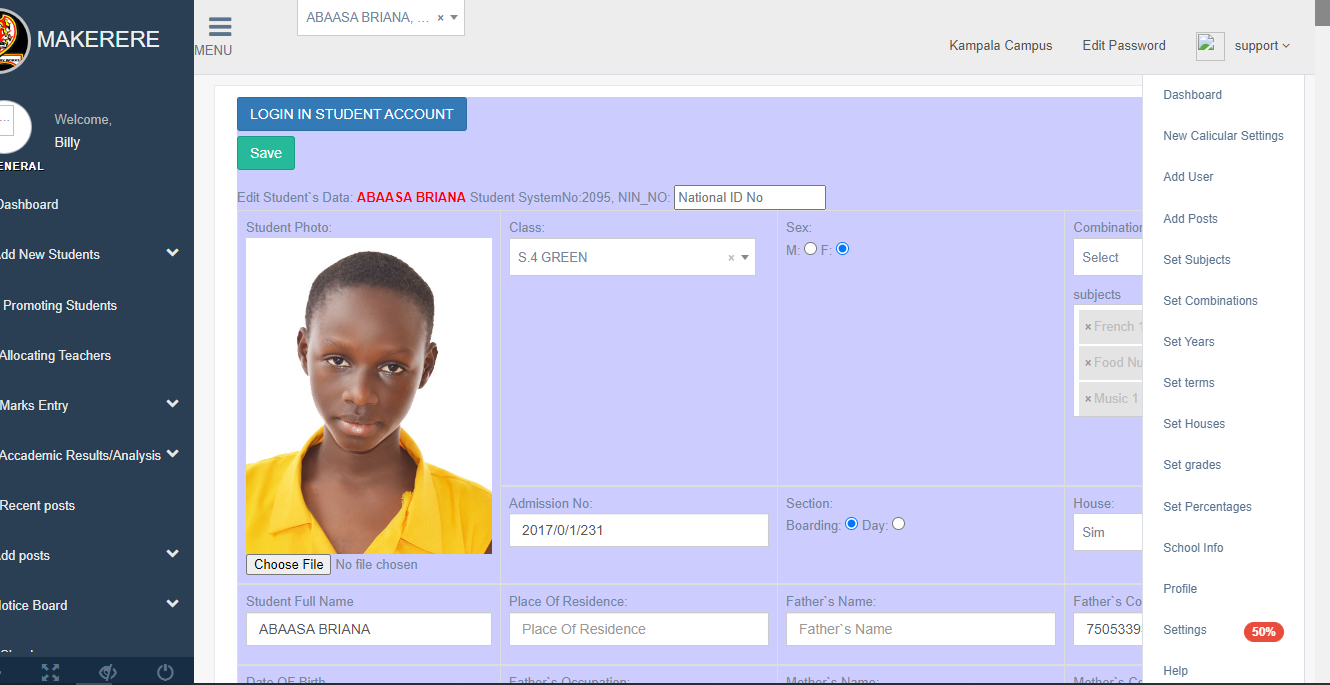 MAKERERE
MENU
ABAASA BRIANA, ... ×
Kampala Campus
Edit Password
support
Welcome,
Billy
ENERAL
Dashboard
dd New Students
Promoting Students
Allocating Teachers
Marks Entry
Accademic Results/Analysis
Recent posts
dd posts
otice Board
LOGIN IN STUDENT ACCOUNT
Save
Edit Student`s Data: ABAASA BRIANA Student SystemNo:2095, NIN_NO: National ID No
Student Photo:
Choose File No file chosen
Class:
S.4 GREEN ×
Sex:
M: F:
Combination
Select
subjects
× French 1
× Food Nu
× Music 1
Admission No:
2017/0/1/231
Section:
Boarding: Day:
House:
Sim
Student Full Name
ABAASA BRIANA
Place Of Residence:
Place Of Residence
Father`s Name:
Father`s Name
Father`s Co
7505339
Date OF Birth
Father`s Occupation:
Mother`s Name:
Mother`s Co
Dashboard
New Calicular Settings
Add User
Add Posts
Set Subjects
Set Combinations
Set Years
Set terms
Set Houses
Set grades
Set Percentages
School Info
Profile
Settings 50%
Help